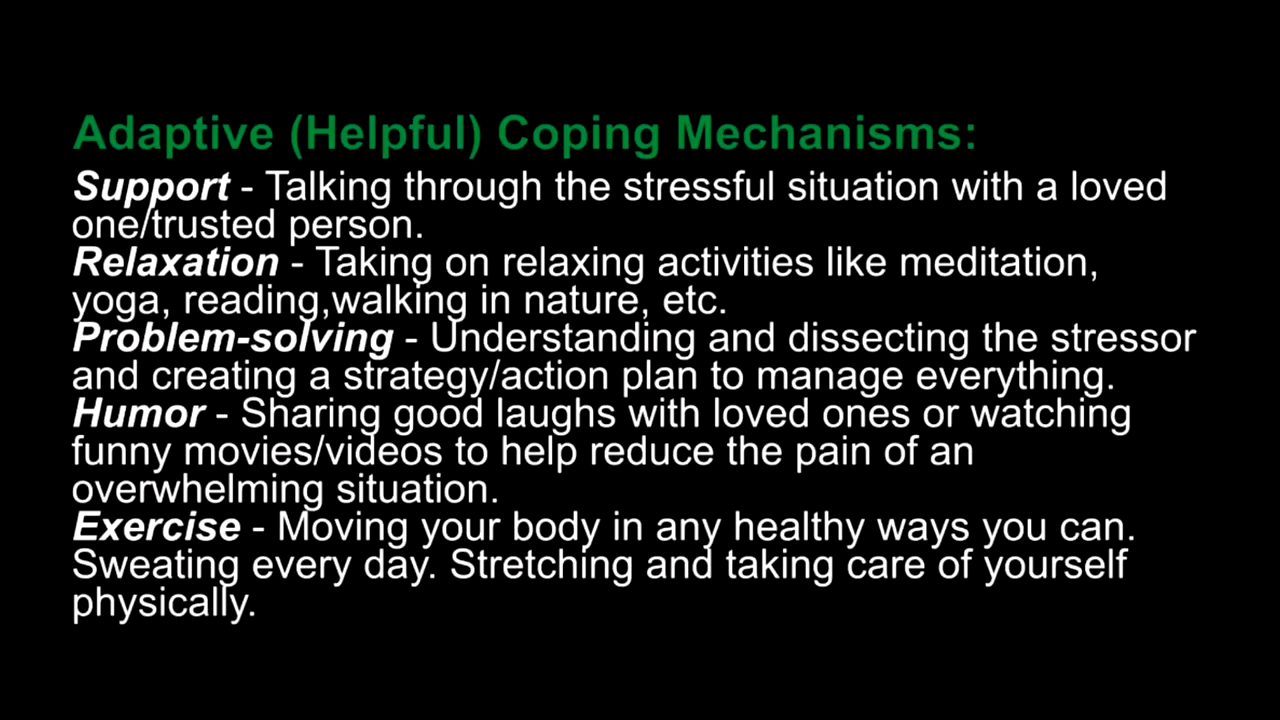 Adaptive (Helpful) Coping Mechanisms:
Support - Talking through the stressful situation with a loved
one/trusted person.
Relaxation - Taking on relaxing activities like meditation,
yoga, reading,walking in nature, etc.
Problem-solving - Understanding and dissecting the stressor
and creating a strategy/action plan to manage everything.
Humor - Sharing good laughs with loved ones or watching
funny movies/videos to help reduce the pain of an
overwhelming situation.
Exercise - Moving your body in any healthy ways you can.
Sweating every day. Stretching and taking care of yourself
physically.